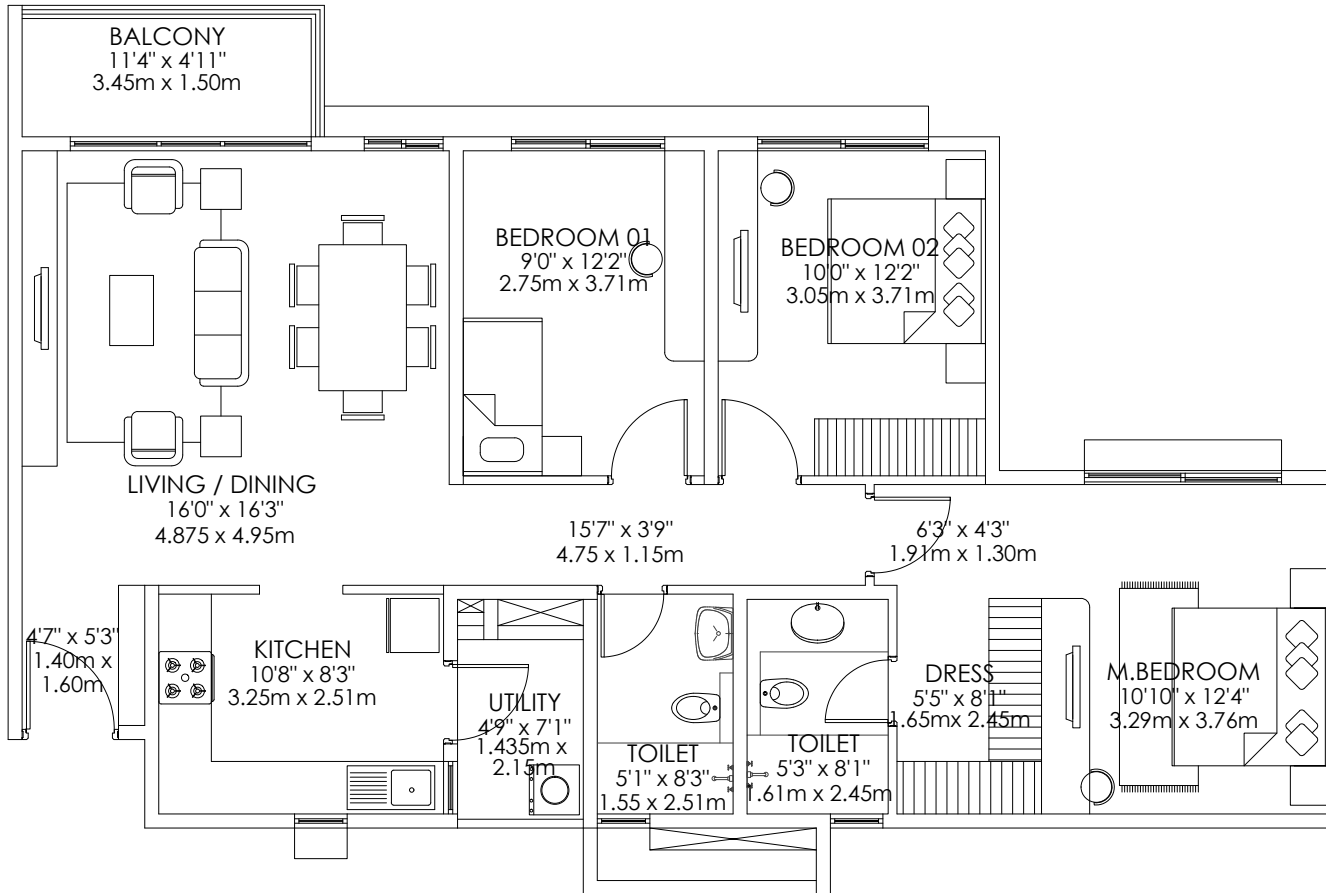 BALCONY
11'4" x 4'11"
3.45m x 1.50m
BEDROOM 01
9'0" x 12'2"
2.75m x 3.71m
BEDROOM 02
10'0" x 12'2"
3.05m x 3.71m
LIVING / DINING
16'0" x 16'3"
4.875 x 4.95m
15'7" x 3'9"
4.75 x 1.15m
6'3" x 4'3"
1.91m x 1.30m
4'7" x 5'3"
1.40m x
1.60m
KITCHEN
10'8" x 8'3"
3.25m x 2.51m
UTILITY
4'9" x 7'1"
1.435m x
2.15m
TOILET
5'1" x 8'3"
1.55 x 2.51m
TOILET
5'3" x 8'1"
1.61m x 2.45m
DRESS
5'5" x 8'1"
1.65mx 2.45m
M.BEDROOM
10'10" x 12'4"
3.29m x 3.76m